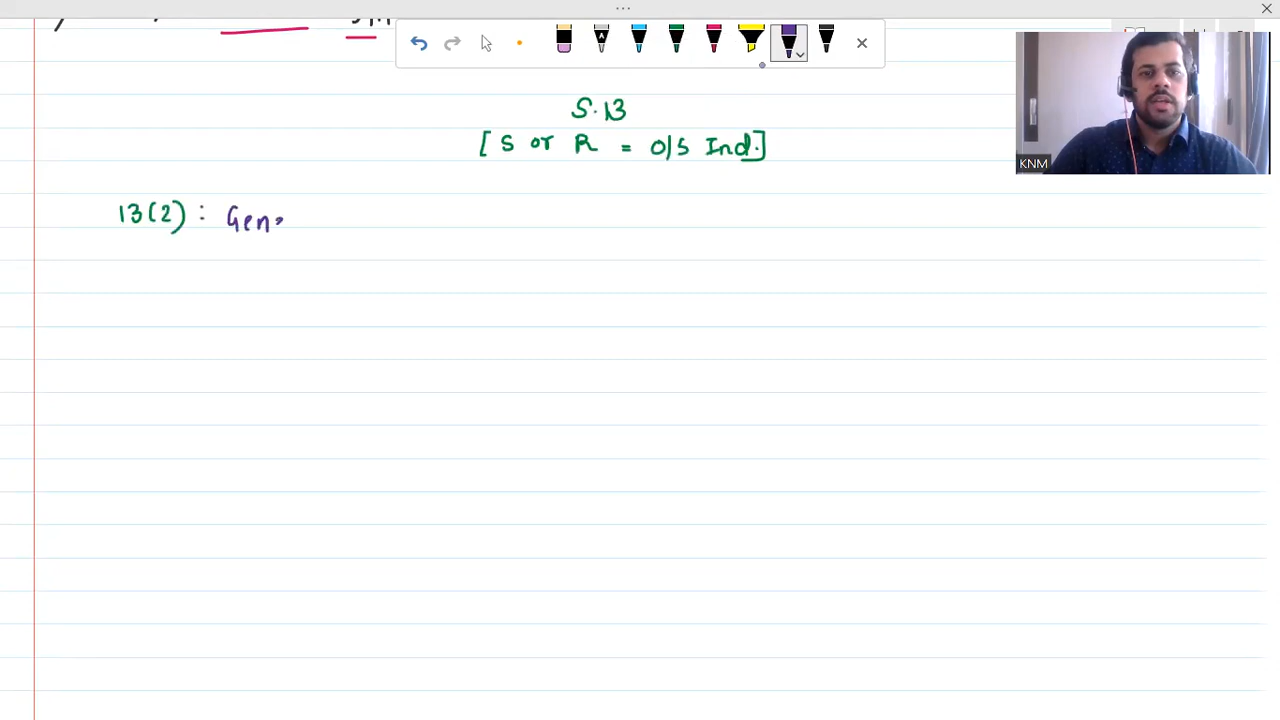 S.13
[S or R = O/S Ind.]
KNM
13(2) : Gen